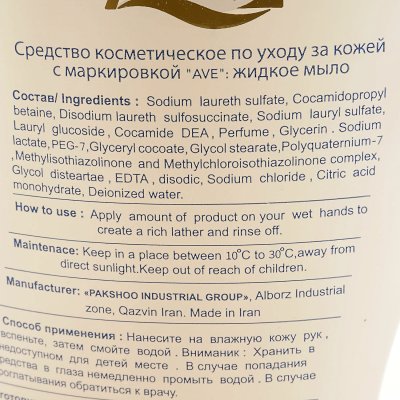 Средство косметическое по уходу за кожей
с маркировкой "AVE": жидкое мыло
Состав/ Ingredients : Sodium laureth sulfate, Cocamidopropyl
betaine, Disodium laureth sulfosuccinate, Sodium lauryl sulfate,
Lauryl glucoside , Cocamide DEA , Perfume , Glycerin . Sodium
lactate,PEG-7,Glyceryl cocoate, Glycol stearate,Polyquaternium-7
,Methylisothiazolinone and Methylchloroisothiazolinone complex,
Glycol disteartae , EDTA , disodic, Sodium chloride , Citric acid
monohydrate, Deionized water.
How to use : Apply amount of product on your wet hands to
create a rich lather and rinse off.
Maintenace: Keep in a place between 10°C to 30°C,away from
direct sunlight.Keep out of reach of children.
Manufacturer: «PAKSHOO INDUSTRIAL GROUP», Alborz Industrial
zone, Qazvin Iran. Made in Iran
Способ применения : Нанесите на влажную кожу рук ,
вспеньте, затем смойте водой . Вниманик : Хранить в
недоступном для детей месте . В случае попадания
средства в глаза немедленно промыть водой. В случае
проглатывания обратиться к врачу.